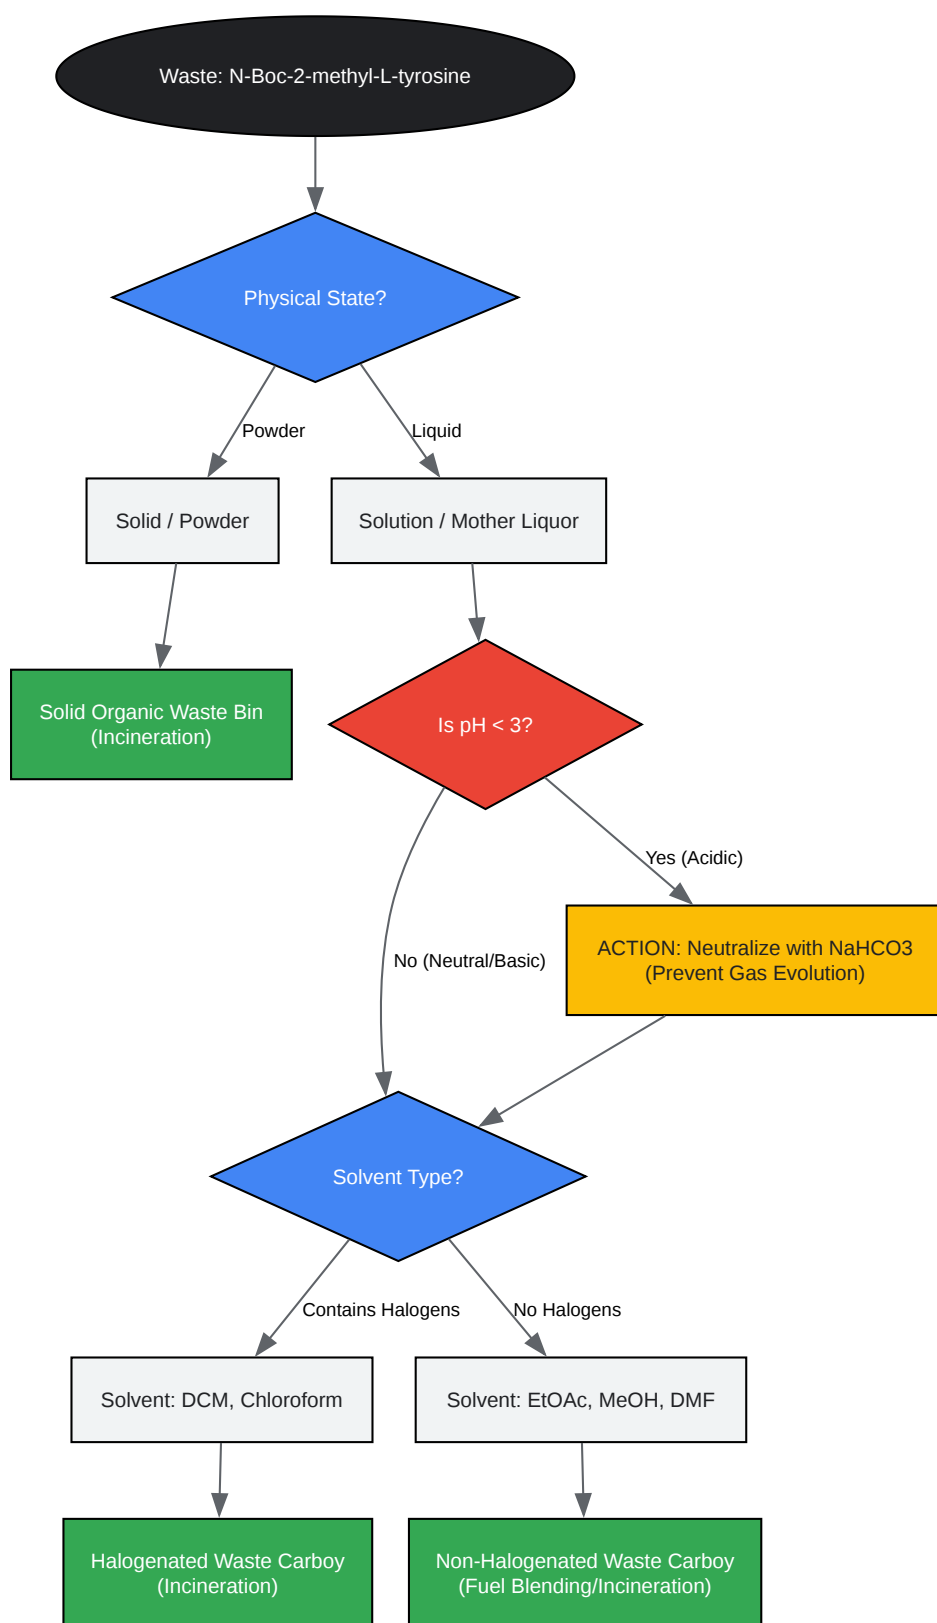 Waste: N-Boc-2-methyl-L-tyrosine
Physical State?
Powder
Liquid
Solid / Powder
Solution / Mother Liquor
Solid Organic Waste Bin
(Incineration)
Is pH < 3?
Yes (Acidic)
No (Neutral/Basic)
ACTION: Neutralize with NaHCO3
(Prevent Gas Evolution)
Solvent Type?
Contains Halogens
No Halogens
Solvent: DCM, Chloroform
Solvent: EtOAc, MeOH, DMF
Halogenated Waste Carboy
(Incineration)
Non-Halogenated Waste Carboy
(Fuel Blending/Incineration)